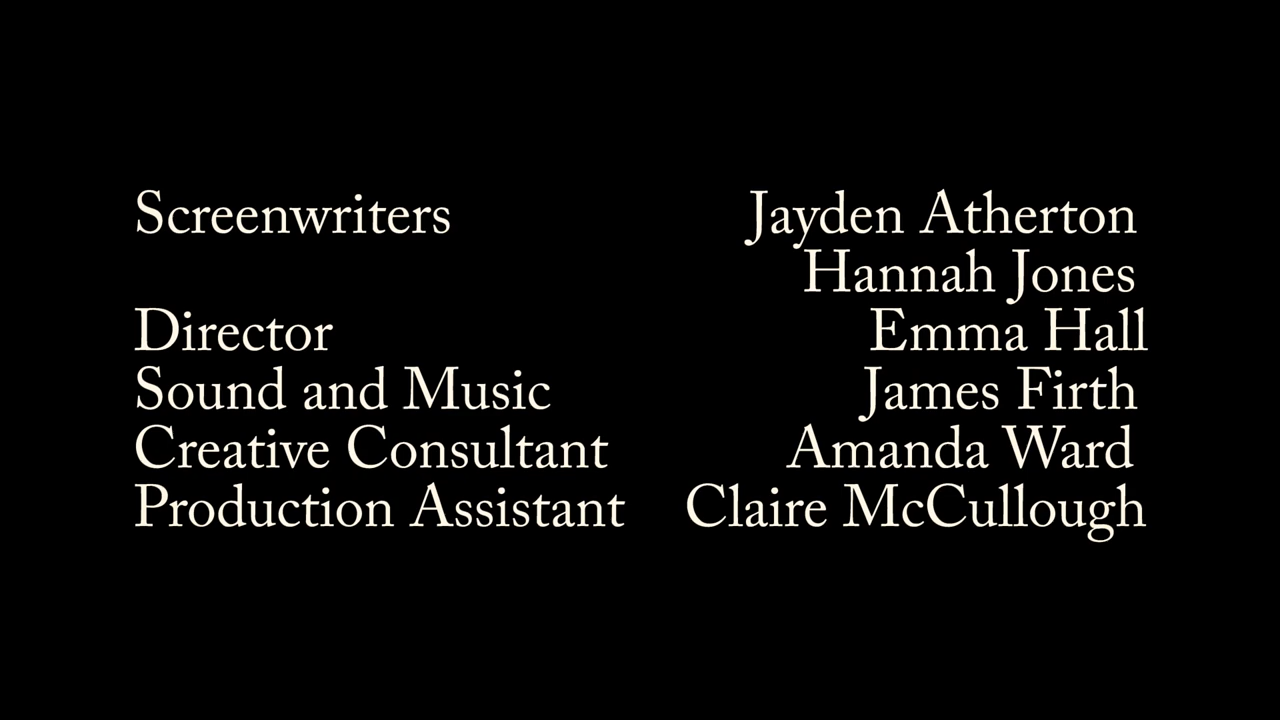 Screenwriters Jayden Atherton
Hannah Jones
Director Emma Hall
Sound and Music James Firth
Creative Consultant Amanda Ward
Production Assistant Claire McCullough